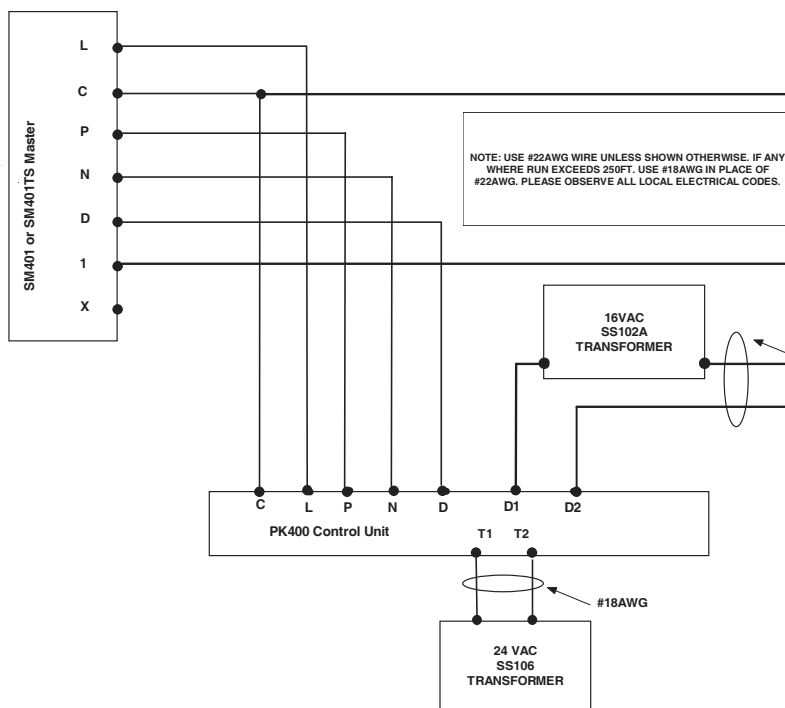 SM401 or SM401TS Master
L
C
P
N
D
1
X
NOTE: USE #22AWG WIRE UNLESS SHOWN OTHERWISE. IF ANY
WHERE RUN EXCEEDS 250FT. USE #18AWG IN PLACE OF
#22AWG. PLEASE OBSERVE ALL LOCAL ELECTRICAL CODES.
16VAC
SS102A
TRANSFORMER
C L P N D D1 D2
PK400 Control Unit
T1 T2
#18AWG
24 VAC
SS106
TRANSFORMER